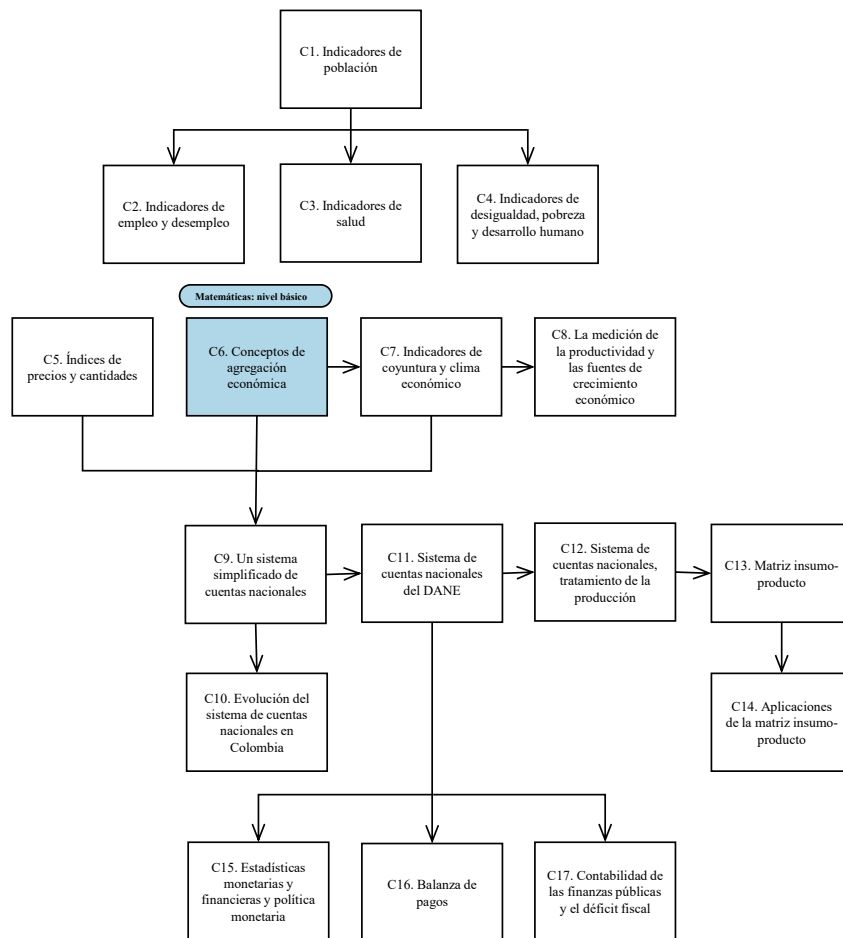 C1. Indicadores de
población
C2. Indicadores de
empleo y desempleo
C3. Indicadores de
salud
C4. Indicadores de
desigualdad, pobreza
y desarrollo humano
Matemáticas: nivel básico
C5. Índices de
precios y cantidades
C6. Conceptos de
agregación
económica
C7. Indicadores de
coyuntura y clima
económico
C8. La medición de
la productividad y
las fuentes de
crecimiento
económico
C9. Un sistema
simplificado de
cuentas nacionales
C11. Sistema de
cuentas nacionales
del DANE
C12. Sistema de
cuentas nacionales,
tratamiento de la
producción
C13. Matriz insumo-
producto
C10. Evolución del
sistema de cuentas
nacionales en
Colombia
C14. Aplicaciones
de la matriz insumo-
producto
C15. Estadísticas
monetarias y
financieras y política
monetaria
C16. Balanza de
pagos
C17. Contabilidad de
las finanzas públicas
y el déficit fiscal